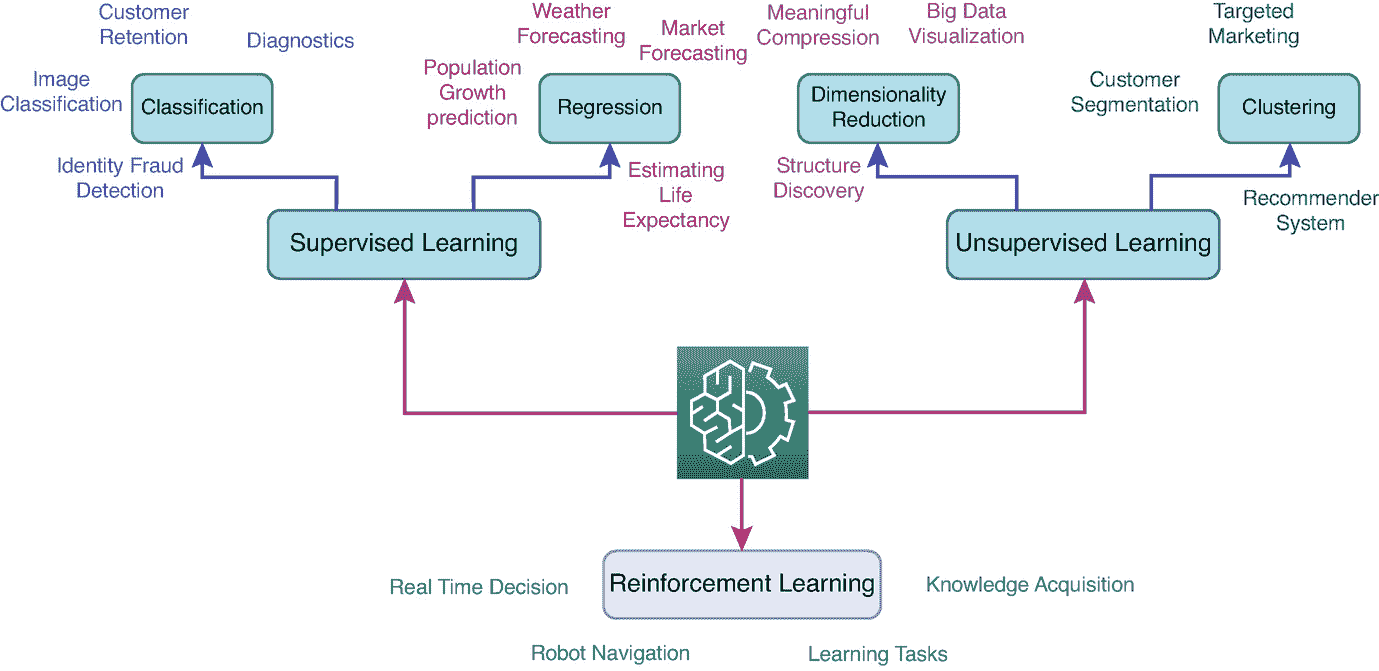 Customer
Retention
Diagnostics
Image
Classification
Classification
Identity Fraud
Detection
Weather
Forecasting
Market
Forecasting
Population
Growth
prediction
Regression
Estimating
Life
Expectancy
Supervised Learning
Meaningful
Compression
Big Data
Visualization
Dimensionality
Reduction
Structure
Discovery
Targeted
Marketing
Customer
Segmentation
Clustering
Recommender
System
Unsupervised Learning
Real Time Decision
Reinforcement Learning
Knowledge Acquisition
Robot Navigation
Learning Tasks